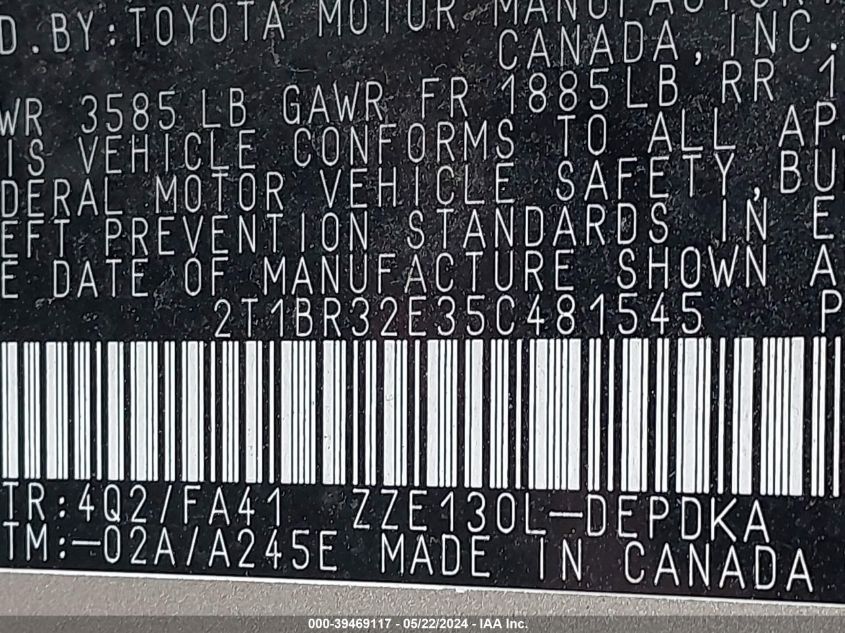 D.BY:TOYOTA MOTOR MANUFACTUR
CANADA,INC.
WR 3585LB GAWR FR 1885LB RR 1
IS VEHICLE CONFORMS TO ALL AP
DERAL MOTOR VEHICLE SAFETY,BU
EFT PREVENTION STANDARDS IN E
E DATE OF MANUFACTURE SHOWN A
2T1BR32E35C481545 P
TR:4Q2/FA41 ZZE130L-DEPDKA
TM:-02A/A245E MADE IN CANADA
000-39469117 - 05/22/2024 - IAA Inc.